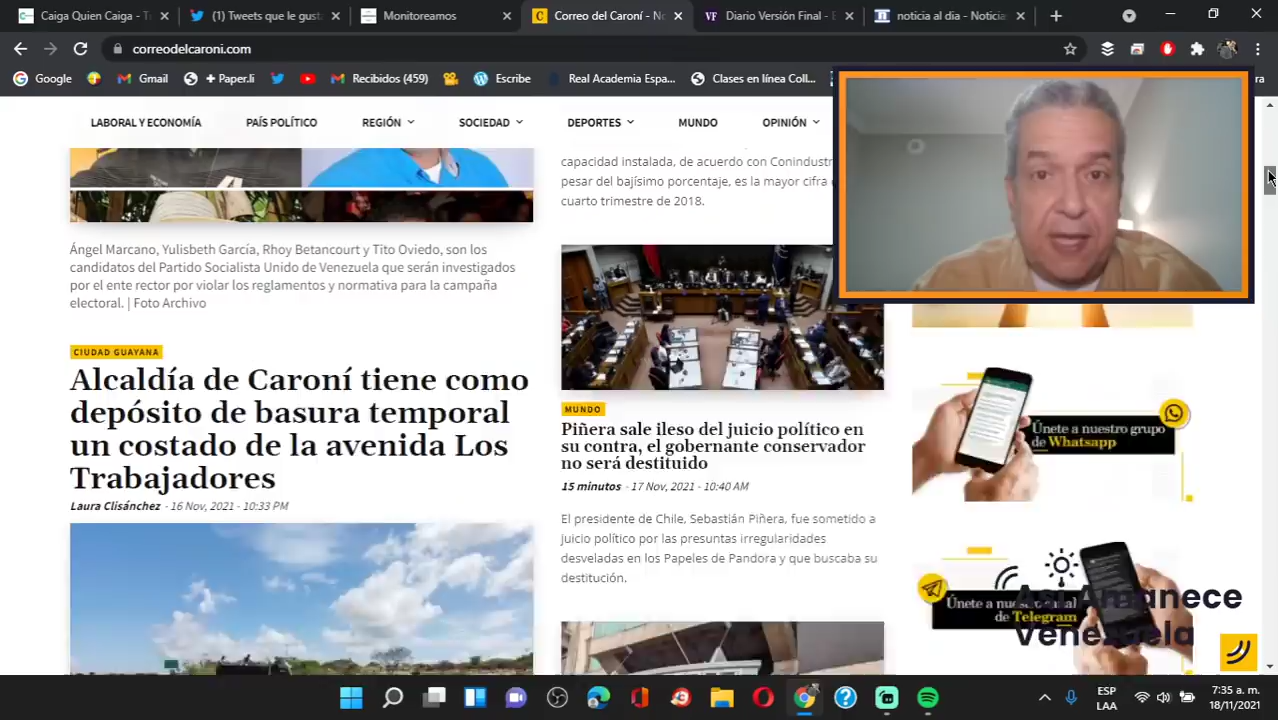 Caiga Quien Caiga - T
(1) Tweets que le gust
Monitoreamos
Correo del Caroní - No
Diario Versión Final - E
noticia al dia - Noticia
correodelcaroni.com
Google
Gmail
+ Paper.li
Recibidos (459)
Escribe
Real Academia Espa...
Clases en línea Coll...
LABORAL Y ECONOMÍA
PAÍS POLÍTICO
REGIÓN
SOCIEDAD
DEPORTES
MUNDO
OPINIÓN
capacidad instalada, de acuerdo con Conindustr
pesar del bajísimo porcentaje, es la mayor cifra
cuarto trimestre de 2018.
Ángel Marcano, Yulisbeth García, Rhoy Betancourt y Tito Oviedo, son los
candidatos del Partido Socialista Unido de Venezuela que serán investigados
por el ente rector por violar los reglamentos y normativa para la campaña
electoral. | Foto Archivo
CIUDAD GUAYANA
Alcaldía de Caroní tiene como
depósito de basura temporal
un costado de la avenida Los
Trabajadores
Laura Clisánchez - 16 Nov, 2021 - 10:33 PM
MUNDO
Piñera sale ileso del juicio político en
su contra, el gobernante conservador
no será destituido
15 minutos - 17 Nov, 2021 - 10:40 AM
El presidente de Chile, Sebastián Piñera, fue sometido a
juicio político por las presuntas irregularidades
desveladas en los Papeles de Pandora y que buscaba su
destitución.
Únete a nuestro grupo
de Whatsapp
Únete a nuestro canal
de Telegram
Así Amanece
Venezuela
ESP
LAA
7:35 a. m.
18/11/2021